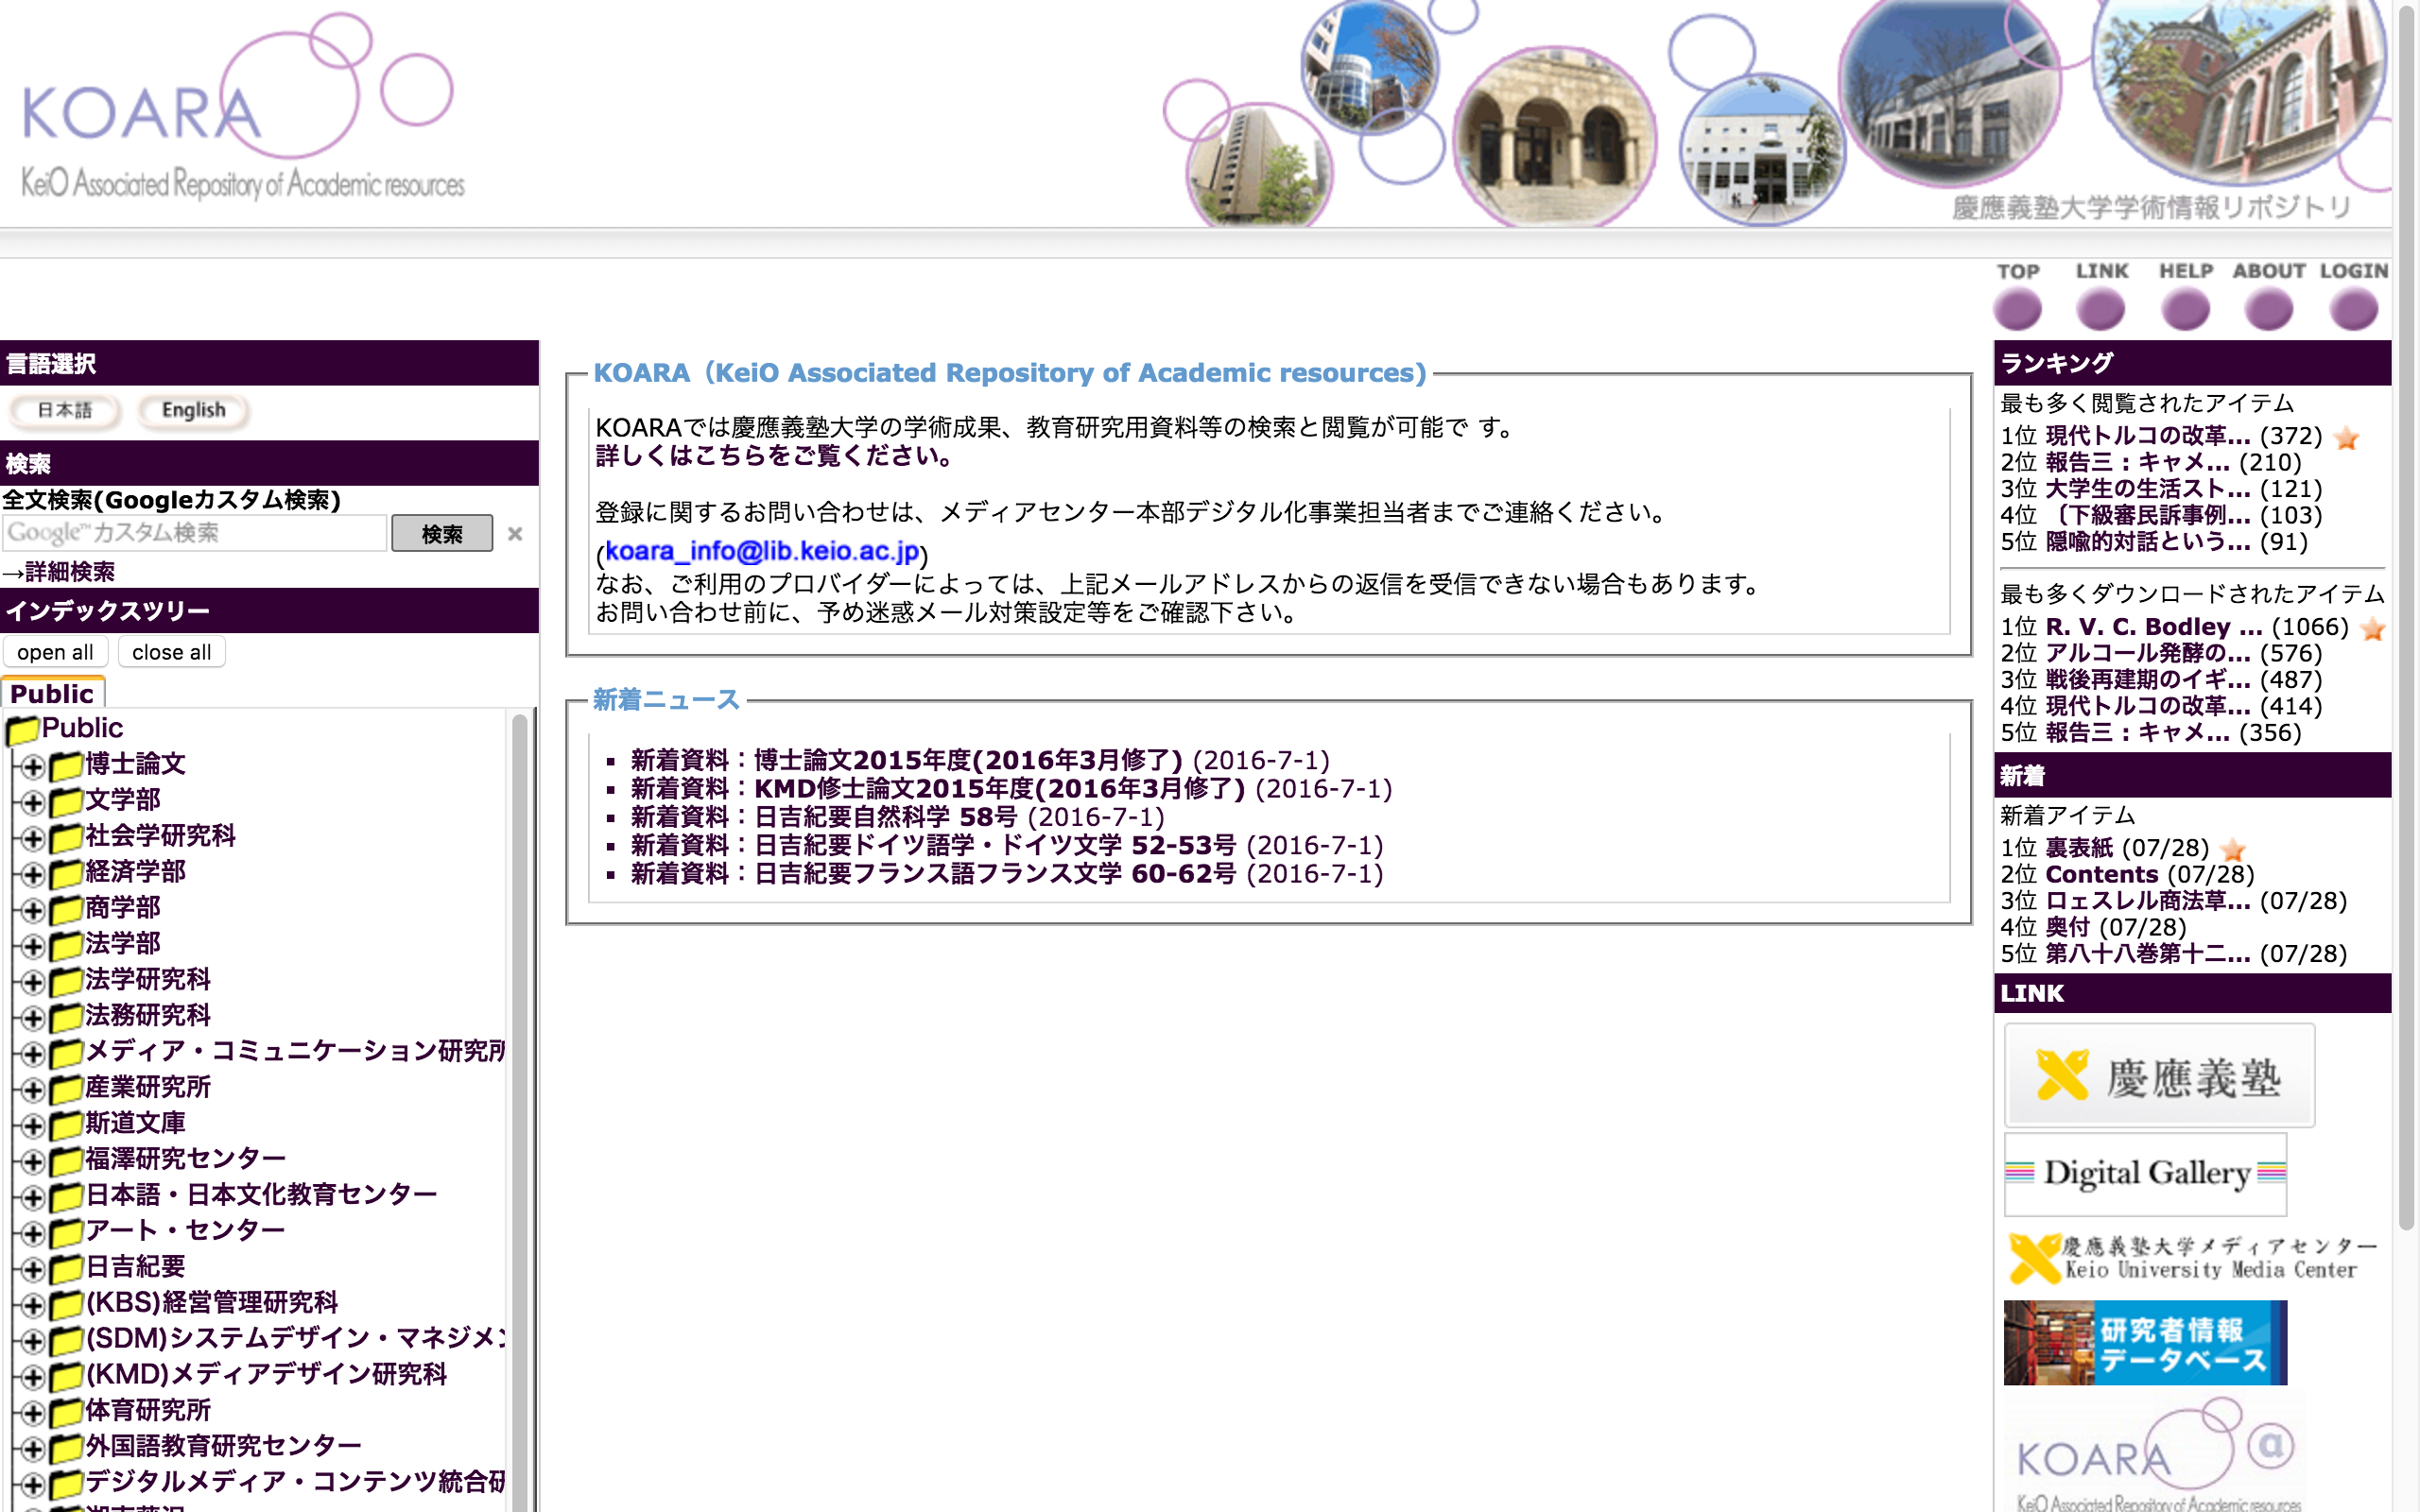 KOARA
KeiO Associated Repository of Academic resources
慶應義塾大学学術情報リポジトリ
TOP LINK HELP ABOUT LOGIN
言語選択
日本語 English
検索
全文検索(Googleカスタム検索)
Google™カスタム検索 検索 ×
→詳細検索
インデックスツリー
open all close all
Public
Public
博士論文
文学部
社会学研究科
経済学部
商学部
法学部
法学研究科
法務研究科
メディア・コミュニケーション研究所
産業研究所
斯道文庫
福澤研究センター
日本語・日本文化教育センター
アート・センター
日吉紀要
(KBS)経営管理研究科
(SDM)システムデザイン・マネジメン
(KMD)メディアデザイン研究科
体育研究所
外国語教育研究センター
デジタルメディア・コンテンツ統合研
KOARA（KeiO Associated Repository of Academic resources)
KOARAでは慶應義塾大学の学術成果、教育研究用資料等の検索と閲覧が可能で す。
詳しくはこちらをご覧ください。
登録に関するお問い合わせは、メディアセンター本部デジタル化事業担当者までご連絡ください。
(koara_info@lib.keio.ac.jp)
なお、ご利用のプロバイダーによっては、上記メールアドレスからの返信を受信できない場合もあります。
お問い合わせ前に、予め迷惑メール対策設定等をご確認下さい。
新着ニュース
新着資料：博士論文2015年度(2016年3月修了) (2016-7-1)
新着資料：KMD修士論文2015年度(2016年3月修了) (2016-7-1)
新着資料：日吉紀要自然科学 58号 (2016-7-1)
新着資料：日吉紀要ドイツ語学・ドイツ文学 52-53号 (2016-7-1)
新着資料：日吉紀要フランス語フランス文学 60-62号 (2016-7-1)
ランキング
最も多く閲覧されたアイテム
1位 現代トルコの改革... (372)
2位 報告三 : キャメ... (210)
3位 大学生の生活スト... (121)
4位 〔下級審民訴事例... (103)
5位 隠喩的対話という... (91)
最も多くダウンロードされたアイテム
1位 R. V. C. Bodley ... (1066)
2位 アルコール発酵の... (576)
3位 戦後再建期のイギ... (487)
4位 現代トルコの改革... (414)
5位 報告三 : キャメ... (356)
新着
新着アイテム
1位 裏表紙 (07/28)
2位 Contents (07/28)
3位 ロェスレル商法草... (07/28)
4位 奥付 (07/28)
5位 第八十八巻第十二... (07/28)
LINK
慶應義塾
Digital Gallery
慶應義塾大学メディアセンター
Keio University Media Center
研究者情報
データベース
KOARA @
KeiO Associated Repository of Academic resources